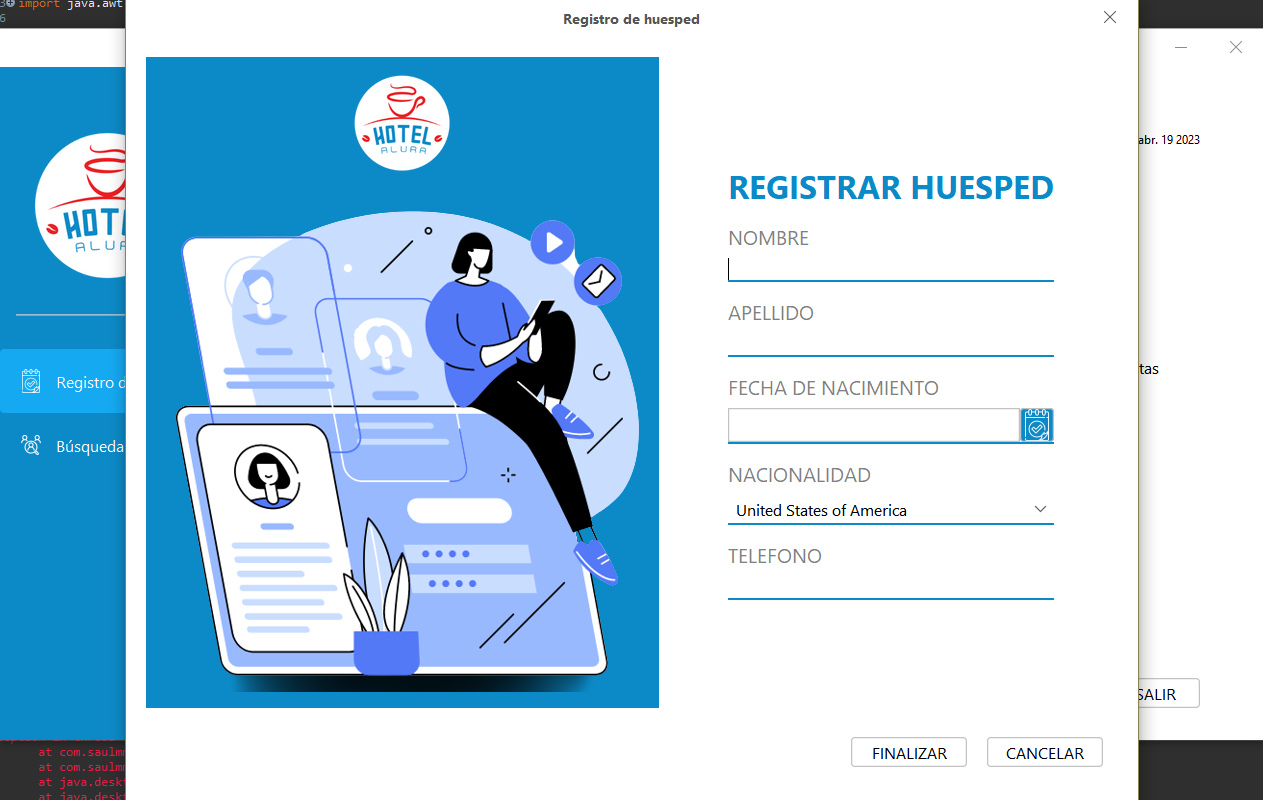 import java.awt
6
Registro de huesped
HOTEL
ALURA
HOT
ALU
abr. 19 2023
REGISTRAR HUESPED
NOMBRE
APELLIDO
Registro d
tas
FECHA DE NACIMIENTO
Búsqueda
NACIONALIDAD
United States of America
TELEFONO
SALIR
FINALIZAR
CANCELAR
at com.saulm
at com.saulm
at java.deskt
at java.deskt